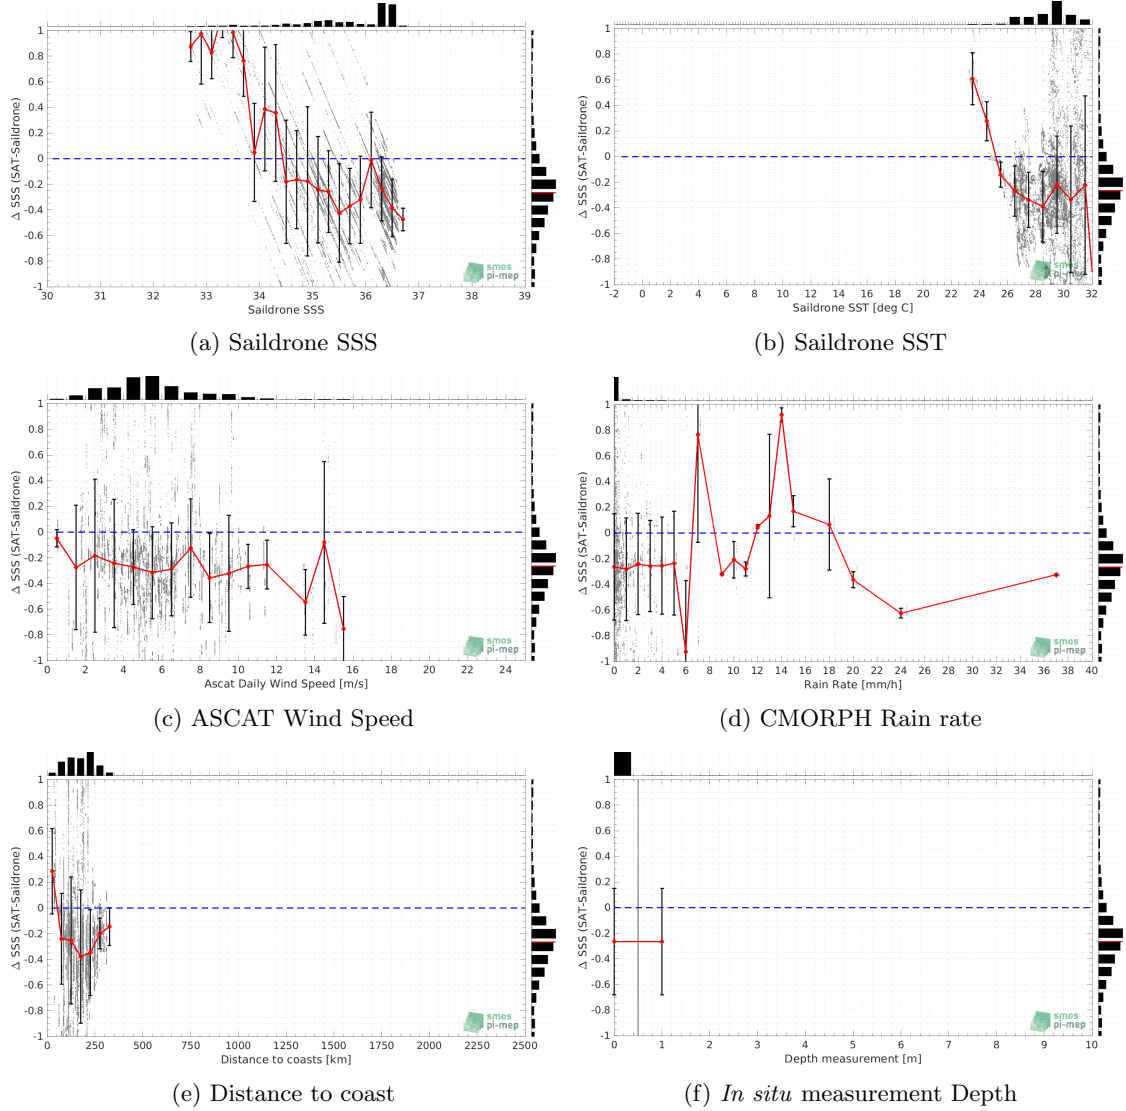 1
0.8
0.6
0.4
0.2
0
-0.2
-0.4
-0.6
-0.8
-1
Δ SSS (SAT-Saildrone)
30 31 32 33 34 35 36 37 38 39
Saildrone SSS
smos
pi-mep
(a) Saildrone SSS
1
0.8
0.6
0.4
0.2
0
-0.2
-0.4
-0.6
-0.8
-1
Δ SSS (SAT-Saildrone)
-2 0 2 4 6 8 10 12 14 16 18 20 22 24 26 28 30 32
Saildrone SST [deg C]
smos
pi-mep
(b) Saildrone SST
1
0.8
0.6
0.4
0.2
0
-0.2
-0.4
-0.6
-0.8
-1
Δ SSS (SAT-Saildrone)
0 2 4 6 8 10 12 14 16 18 20 22 24
Ascat Daily Wind Speed [m/s]
smos
pi-mep
(c) ASCAT Wind Speed
1
0.8
0.6
0.4
0.2
0
-0.2
-0.4
-0.6
-0.8
-1
Δ SSS (SAT-Saildrone)
0 2 4 6 8 10 12 14 16 18 20 22 24 26 28 30 32 34 36 38 40
Rain Rate [mm/h]
smos
pi-mep
(d) CMORPH Rain rate
1
0.8
0.6
0.4
0.2
0
-0.2
-0.4
-0.6
-0.8
-1
Δ SSS (SAT-Saildrone)
0 250 500 750 1000 1250 1500 1750 2000 2250 2500
Distance to coasts [km]
smos
pi-mep
(e) Distance to coast
1
0.8
0.6
0.4
0.2
0
-0.2
-0.4
-0.6
-0.8
-1
Δ SSS (SAT-Saildrone)
0 1 2 3 4 5 6 7 8 9 10
Depth measurement [m]
smos
pi-mep
(f) In situ measurement Depth